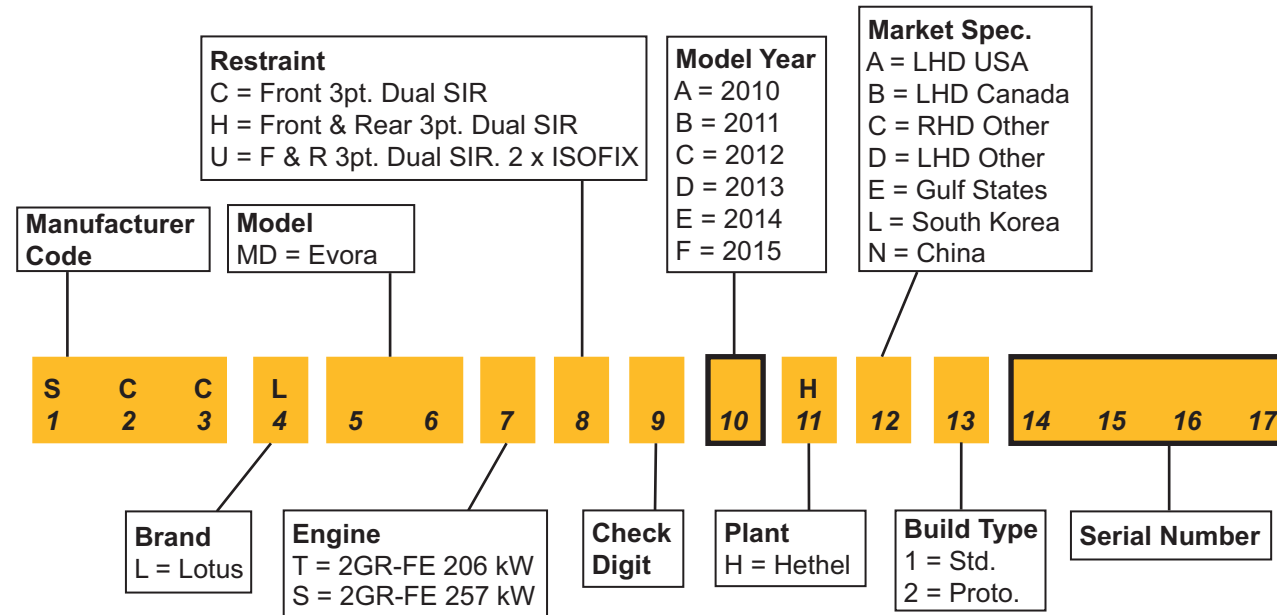 Restraint
C = Front 3pt. Dual SIR
H = Front & Rear 3pt. Dual SIR
U = F & R 3pt. Dual SIR. 2 x ISOFIX
Model Year
A = 2010
B = 2011
C = 2012
D = 2013
E = 2014
F = 2015
Market Spec.
A = LHD USA
B = LHD Canada
C = RHD Other
D = LHD Other
E = Gulf States
L = South Korea
N = China
Manufacturer
Code
Model
MD = Evora
S C C L H
1 2 3 4 5 6 7 8 9 10 11 12 13 14 15 16 17
Brand
L = Lotus
Engine
T = 2GR-FE 206 kW
S = 2GR-FE 257 kW
Check
Digit
Plant
H = Hethel
Build Type
1 = Std.
2 = Proto.
Serial Number